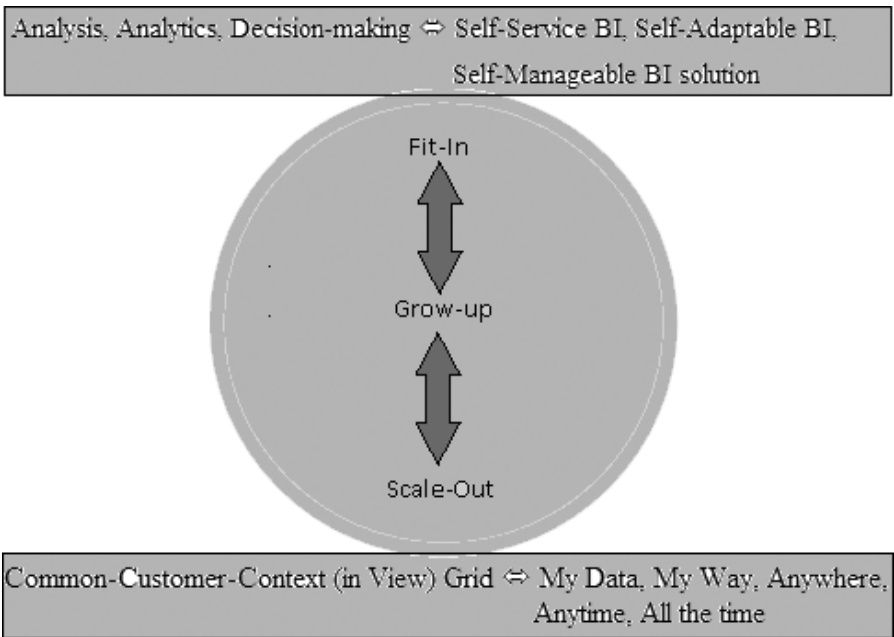 Analysis, Analytics, Decision-making ⇔ Self-Service BI, Self-Adaptable BI,
Self-Manageable BI solution
Fit-In
Grow-up
Scale-Out
Common-Customer-Context (in View) Grid ⇔ My Data, My Way, Anywhere,
Anytime, All the time